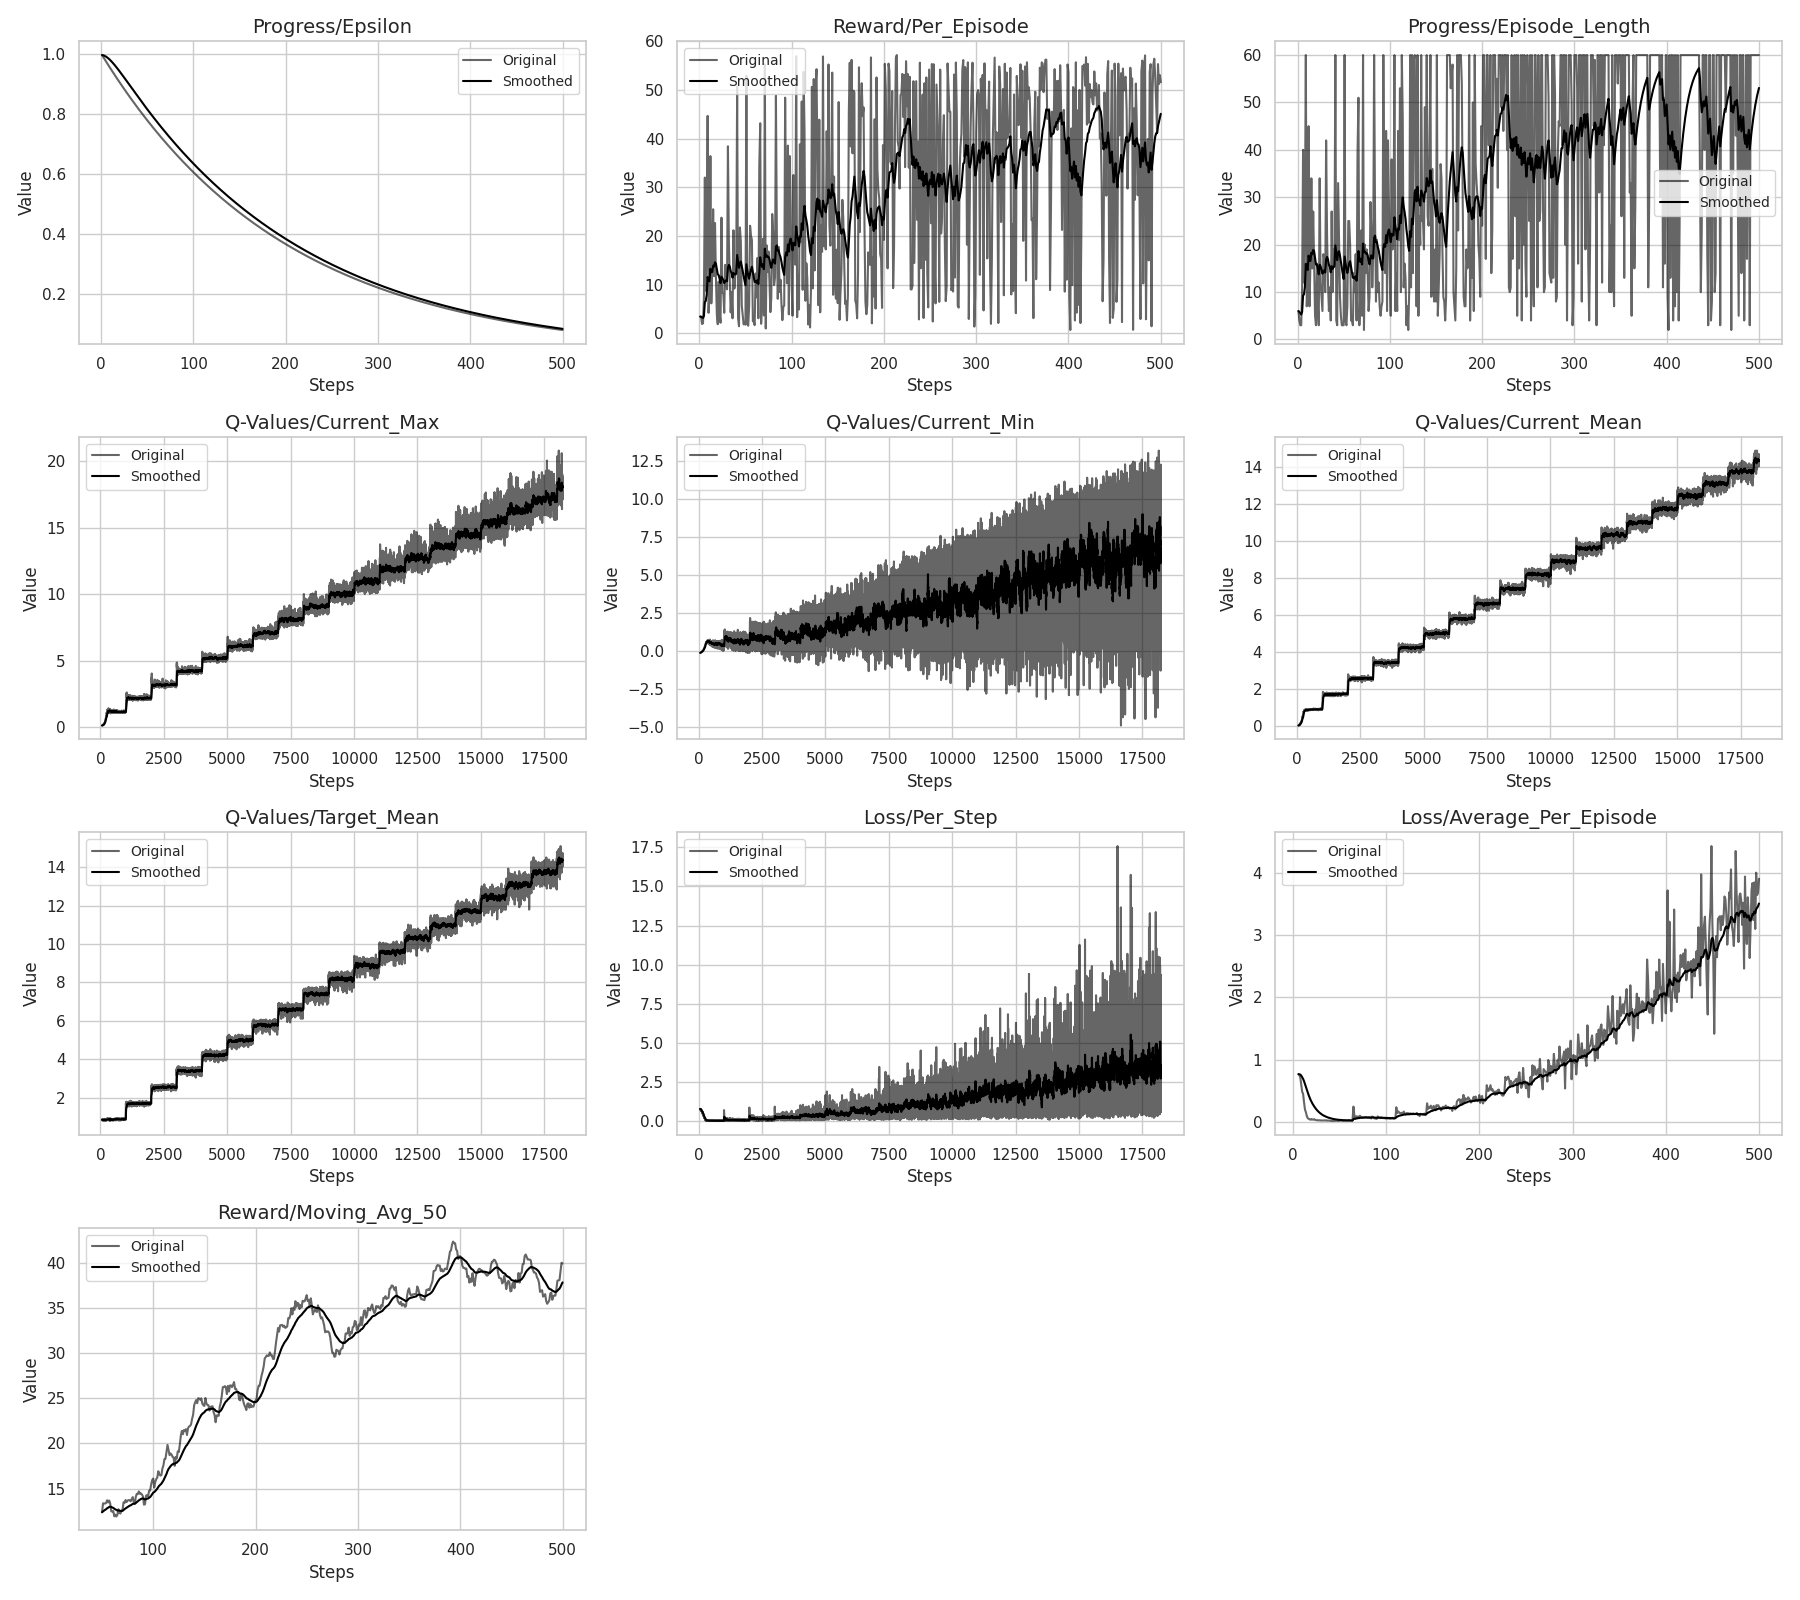 Progress/Epsilon
Original
Smoothed
1.0
0.8
0.6
0.4
0.2
Value
0
100
200
300
400
500
Steps
Reward/Per_Episode
Original
Smoothed
60
50
40
30
20
10
0
Value
0
100
200
300
400
500
Steps
Progress/Episode_Length
60
50
40
30
20
10
0
Value
Original
Smoothed
0
100
200
300
400
500
Steps
Q-Values/Current_Max
Original
Smoothed
20
15
10
5
0
Value
0
2500
5000
7500
10000
12500
15000
17500
Steps
Q-Values/Current_Min
Original
Smoothed
12.5
10.0
7.5
5.0
2.5
0.0
−2.5
−5.0
Value
0
2500
5000
7500
10000
12500
15000
17500
Steps
Q-Values/Current_Mean
Original
Smoothed
14
12
10
8
6
4
2
0
Value
0
2500
5000
7500
10000
12500
15000
17500
Steps
Q-Values/Target_Mean
Original
Smoothed
14
12
10
8
6
4
2
Value
0
2500
5000
7500
10000
12500
15000
17500
Steps
Loss/Per_Step
Original
Smoothed
17.5
15.0
12.5
10.0
7.5
5.0
2.5
0.0
Value
0
2500
5000
7500
10000
12500
15000
17500
Steps
Loss/Average_Per_Episode
Original
Smoothed
4
3
2
1
0
Value
0
100
200
300
400
500
Steps
Reward/Moving_Avg_50
Original
Smoothed
40
35
30
25
20
15
Value
100
200
300
400
500
Steps